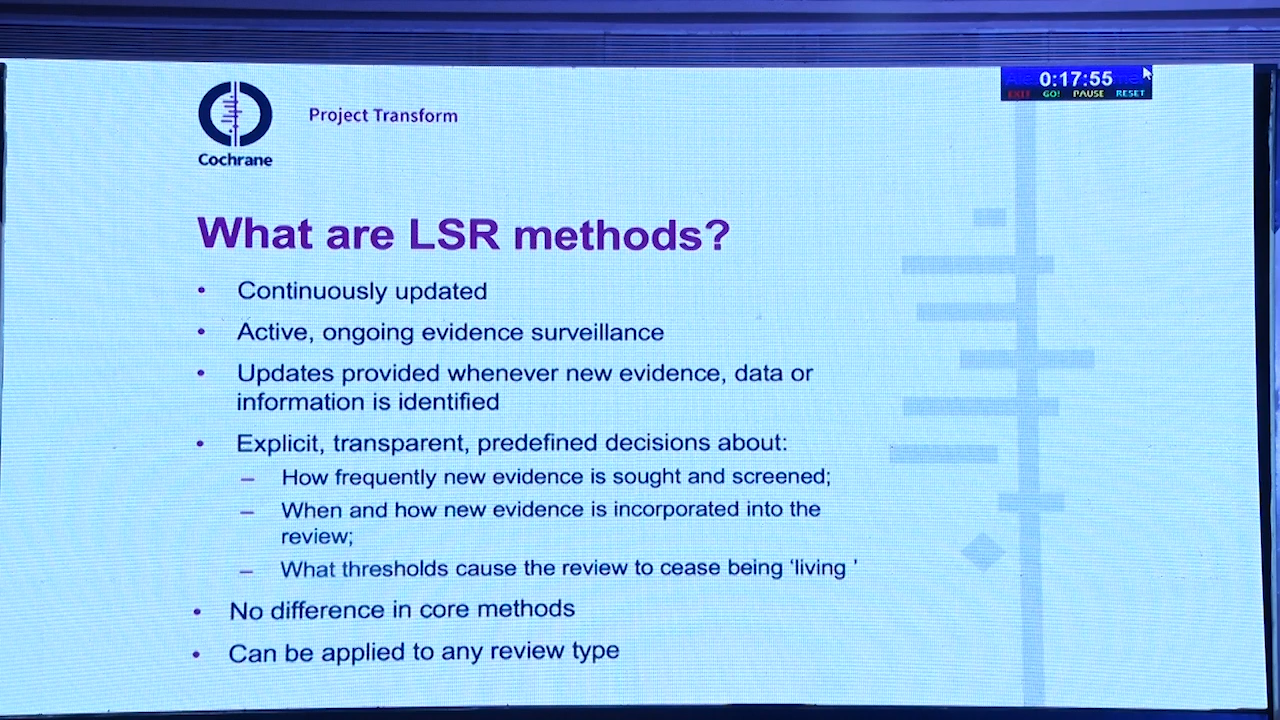 0:17:55
EXIT GO! PAUSE RESET
Project Transform
Cochrane
What are LSR methods?
• Continuously updated
• Active, ongoing evidence surveillance
• Updates provided whenever new evidence, data or
information is identified
• Explicit, transparent, predefined decisions about:
– How frequently new evidence is sought and screened;
– When and how new evidence is incorporated into the
review;
– What thresholds cause the review to cease being ‘living ’
• No difference in core methods
• Can be applied to any review type